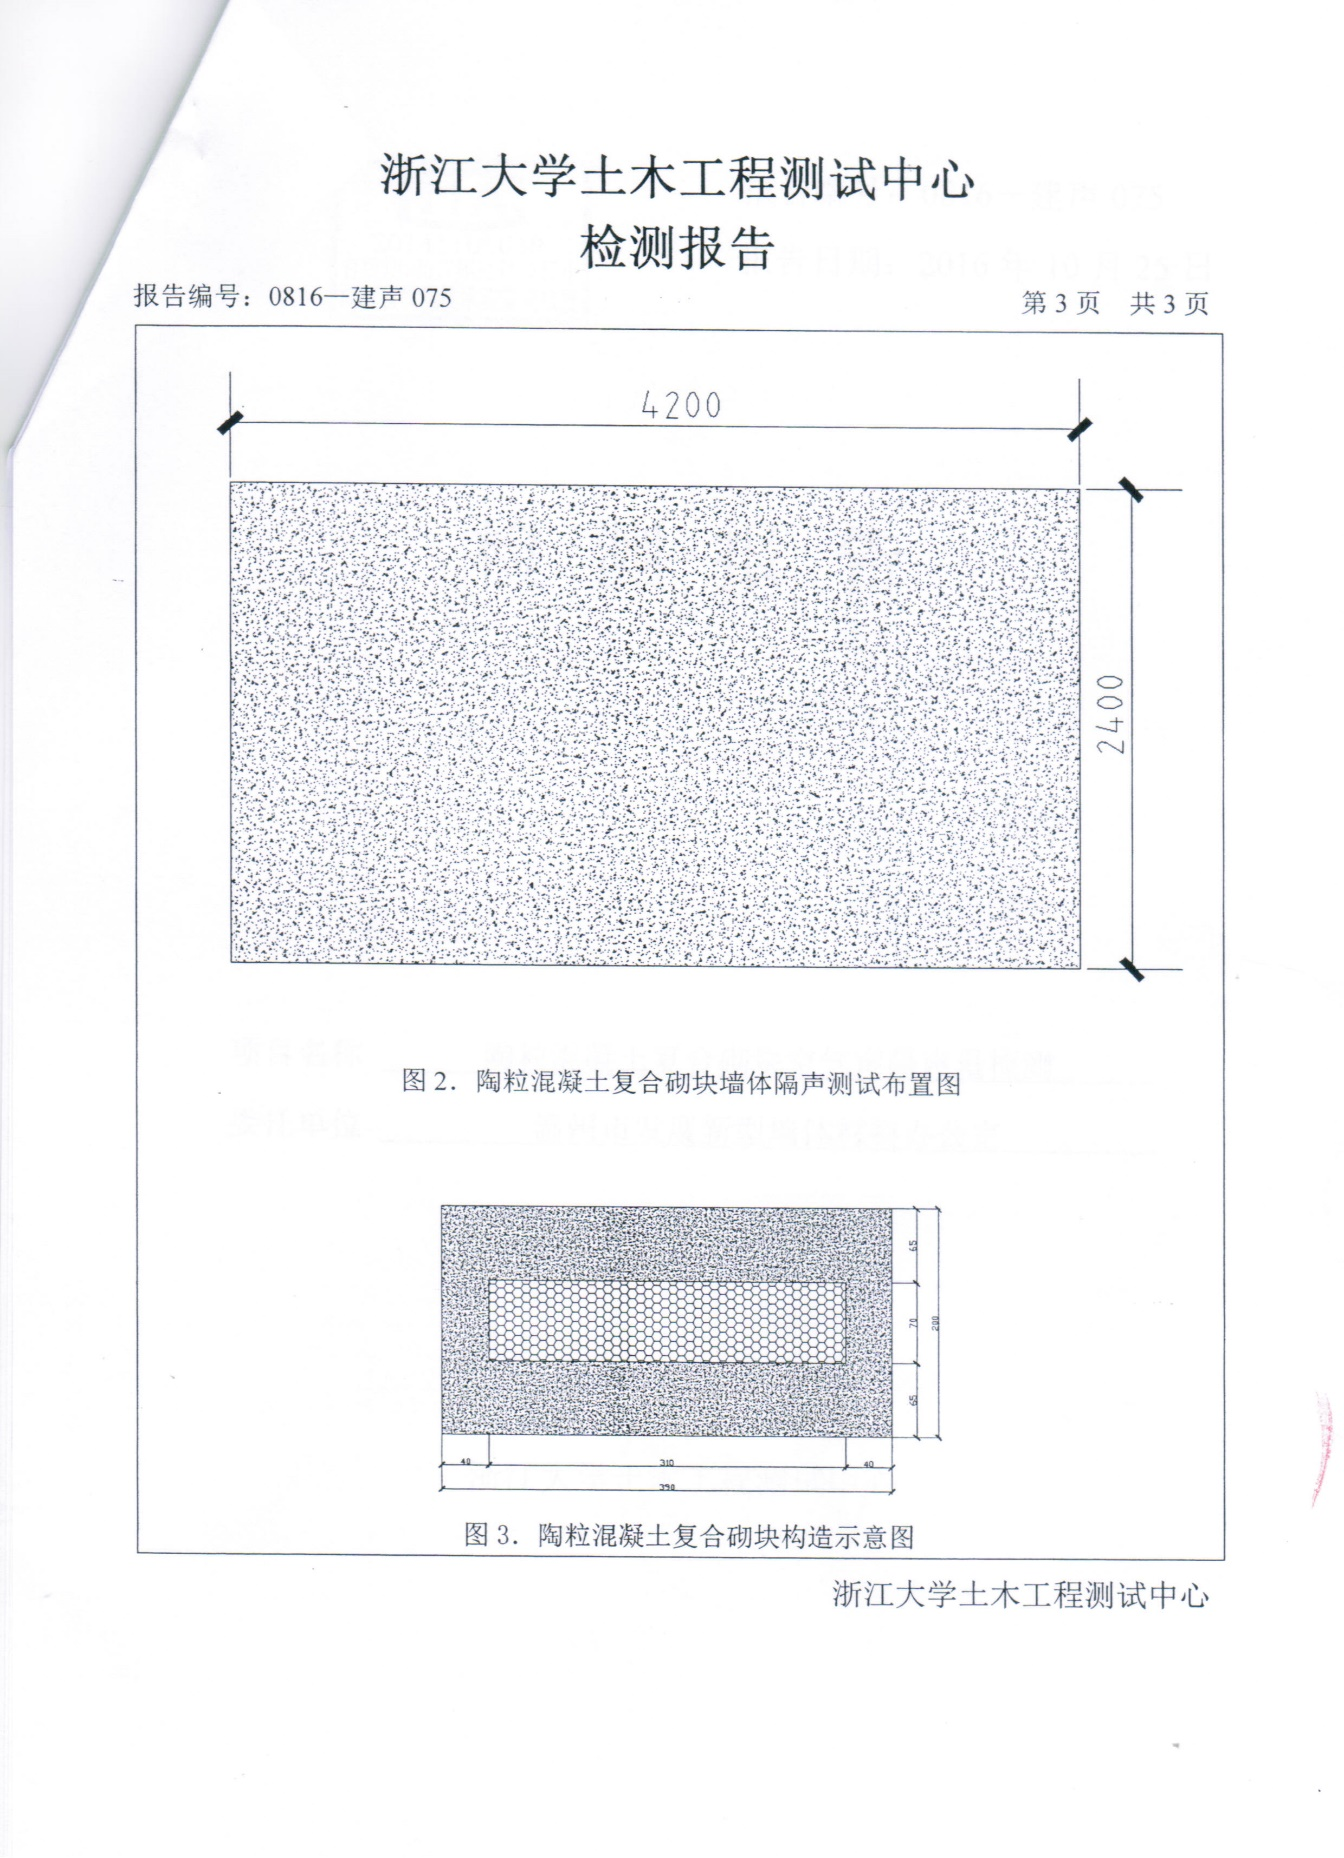 浙江大学土木工程测试中心
检测报告
报告编号：0816—建声 075
第 3 页　共 3 页
4200
2400
图 2．陶粒混凝土复合砌块墙体隔声测试布置图
65
70
200
65
40
310
40
390
图 3．陶粒混凝土复合砌块构造示意图
浙江大学土木工程测试中心